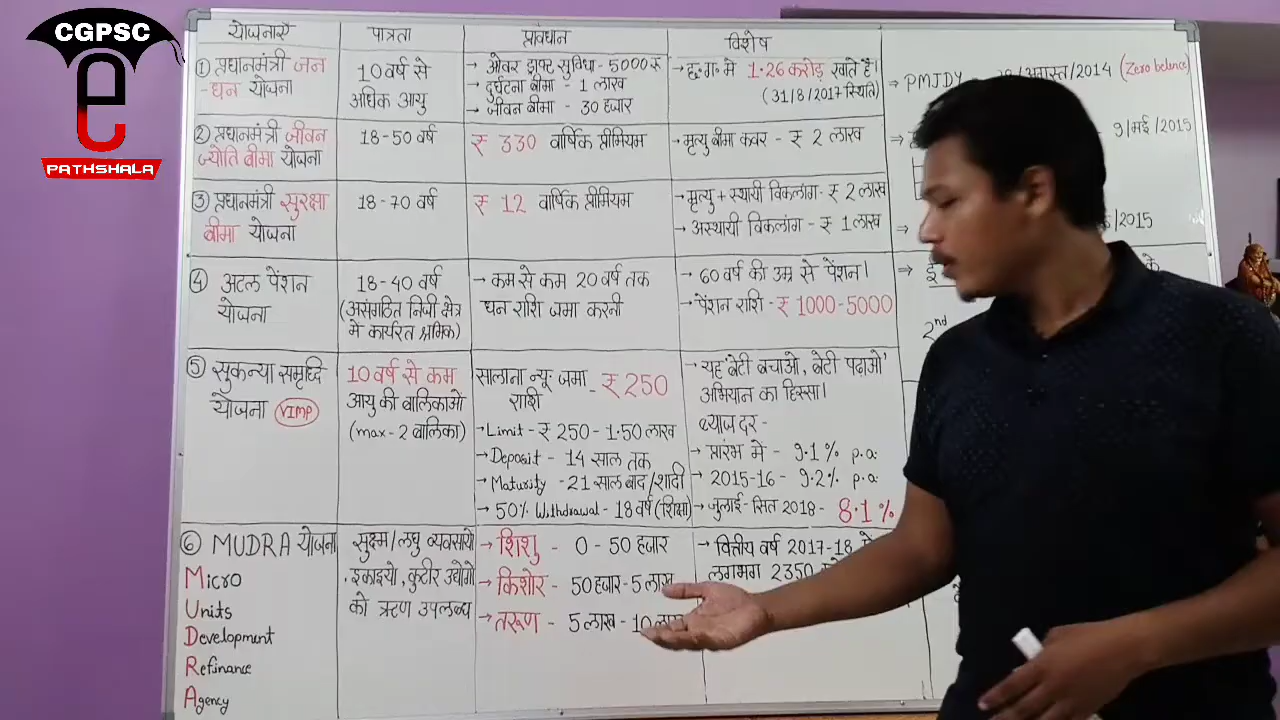 CGPSC
e
PATHSHALA
योजनाएँ
पात्रता
प्रावधान
विशेष
① प्रधानमंत्री जन
-धन योजना
10 वर्ष से
अधिक आयु
→ ओवर ड्राफ्ट सुविधा - 5000 ₹
→ दुर्घटना बीमा - 1 लाख
→ जीवन बीमा - 30 हजार
→ छ.ग. में 1.26 करोड़ खाते है।
(31/8/2017 स्थिति)
② प्रधानमंत्री जीवन
ज्योति बीमा योजना
18-50 वर्ष
₹ 330 वार्षिक प्रीमियम
→ मृत्यु बीमा कवर - ₹ 2 लाख
③ प्रधानमंत्री सुरक्षा
बीमा योजना
18-70 वर्ष
₹ 12 वार्षिक प्रीमियम
→ मृत्यु + स्थायी विकलांग - ₹ 2 लाख
→ अस्थायी विकलांग - ₹ 1 लाख
④ अटल पेंशन
योजना
18-40 वर्ष
(असंगठित निजी क्षेत्र
मे कार्यरत श्रमिक)
→ कम से कम 20 वर्ष तक
धन राशि जमा करनी
→ 60 वर्ष की उम्र से पेंशन।
→ पेंशन राशि - ₹ 1000-5000
⑤ सुकन्या समृध्दि
योजना VIMP
10 वर्ष से कम
आयु की बालिकाओ
(max - 2 बालिका)
सालाना न्यू. जमा
राशि - ₹ 250
→ Limit - ₹ 250 - 1.50 लाख
→ Deposit - 14 साल तक
→ Maturity - 21 साल बाद/शादी
→ 50% Withdrawal - 18 वर्ष (शिक्षा)
→ यह 'बेटी बचाओ, बेटी पढ़ाओ'
अभियान का हिस्सा।
ब्याज दर -
→ प्रारंभ मे - 9.1% p.a.
→ 2015-16 - 9.2% p.a.
→ जुलाई - सित 2018 - 8.1%
⑥ MUDRA योजना
Micro
Units
Development
Refinance
Agency
सुक्ष्म/लघु व्यवसायो
इकाइयो, कुटीर उद्योगो
को ऋण उपलब्ध
→ शिशु - 0 - 50 हजार
→ किशोर - 50 हजार - 5 लाख
→ तरूण - 5 लाख - 10
→ वित्तीय वर्ष 2017-18
लगभग 2350
→ PMJDY - /अगस्त/2014 (Zero balence)
- 9/मई/2015
/2015
2nd